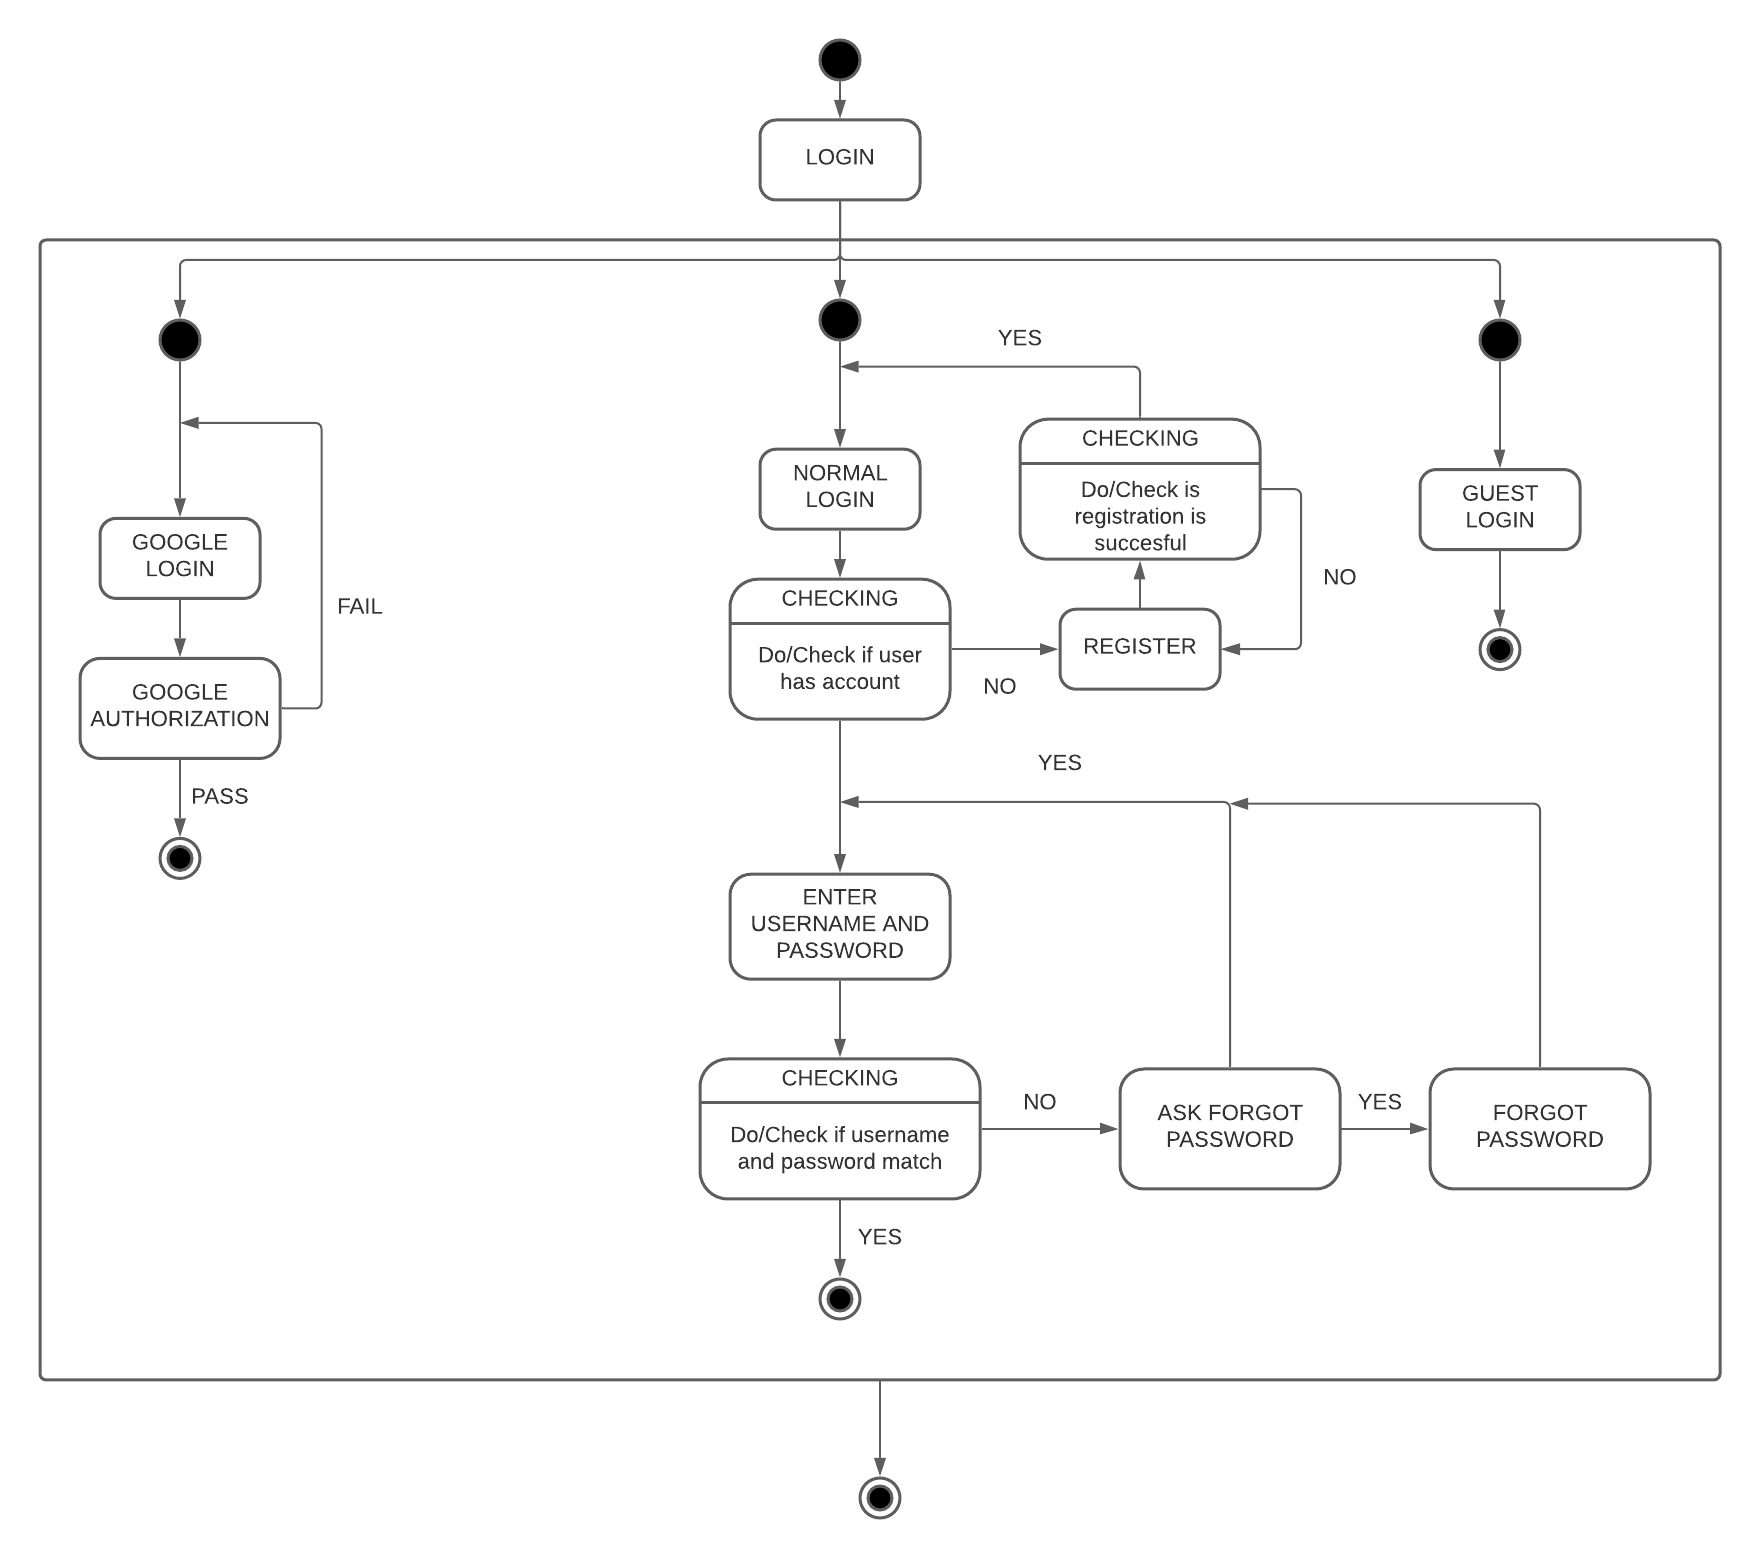 LOGIN
YES
CHECKING
Do/Check is
registration is
succesful
NORMAL
LOGIN
GUEST
LOGIN
GOOGLE
LOGIN
NO
FAIL
CHECKING
Do/Check if user
has account
REGISTER
NO
GOOGLE
AUTHORIZATION
YES
PASS
ENTER
USERNAME AND
PASSWORD
CHECKING
Do/Check if username
and password match
NO
ASK FORGOT
PASSWORD
YES
FORGOT
PASSWORD
YES